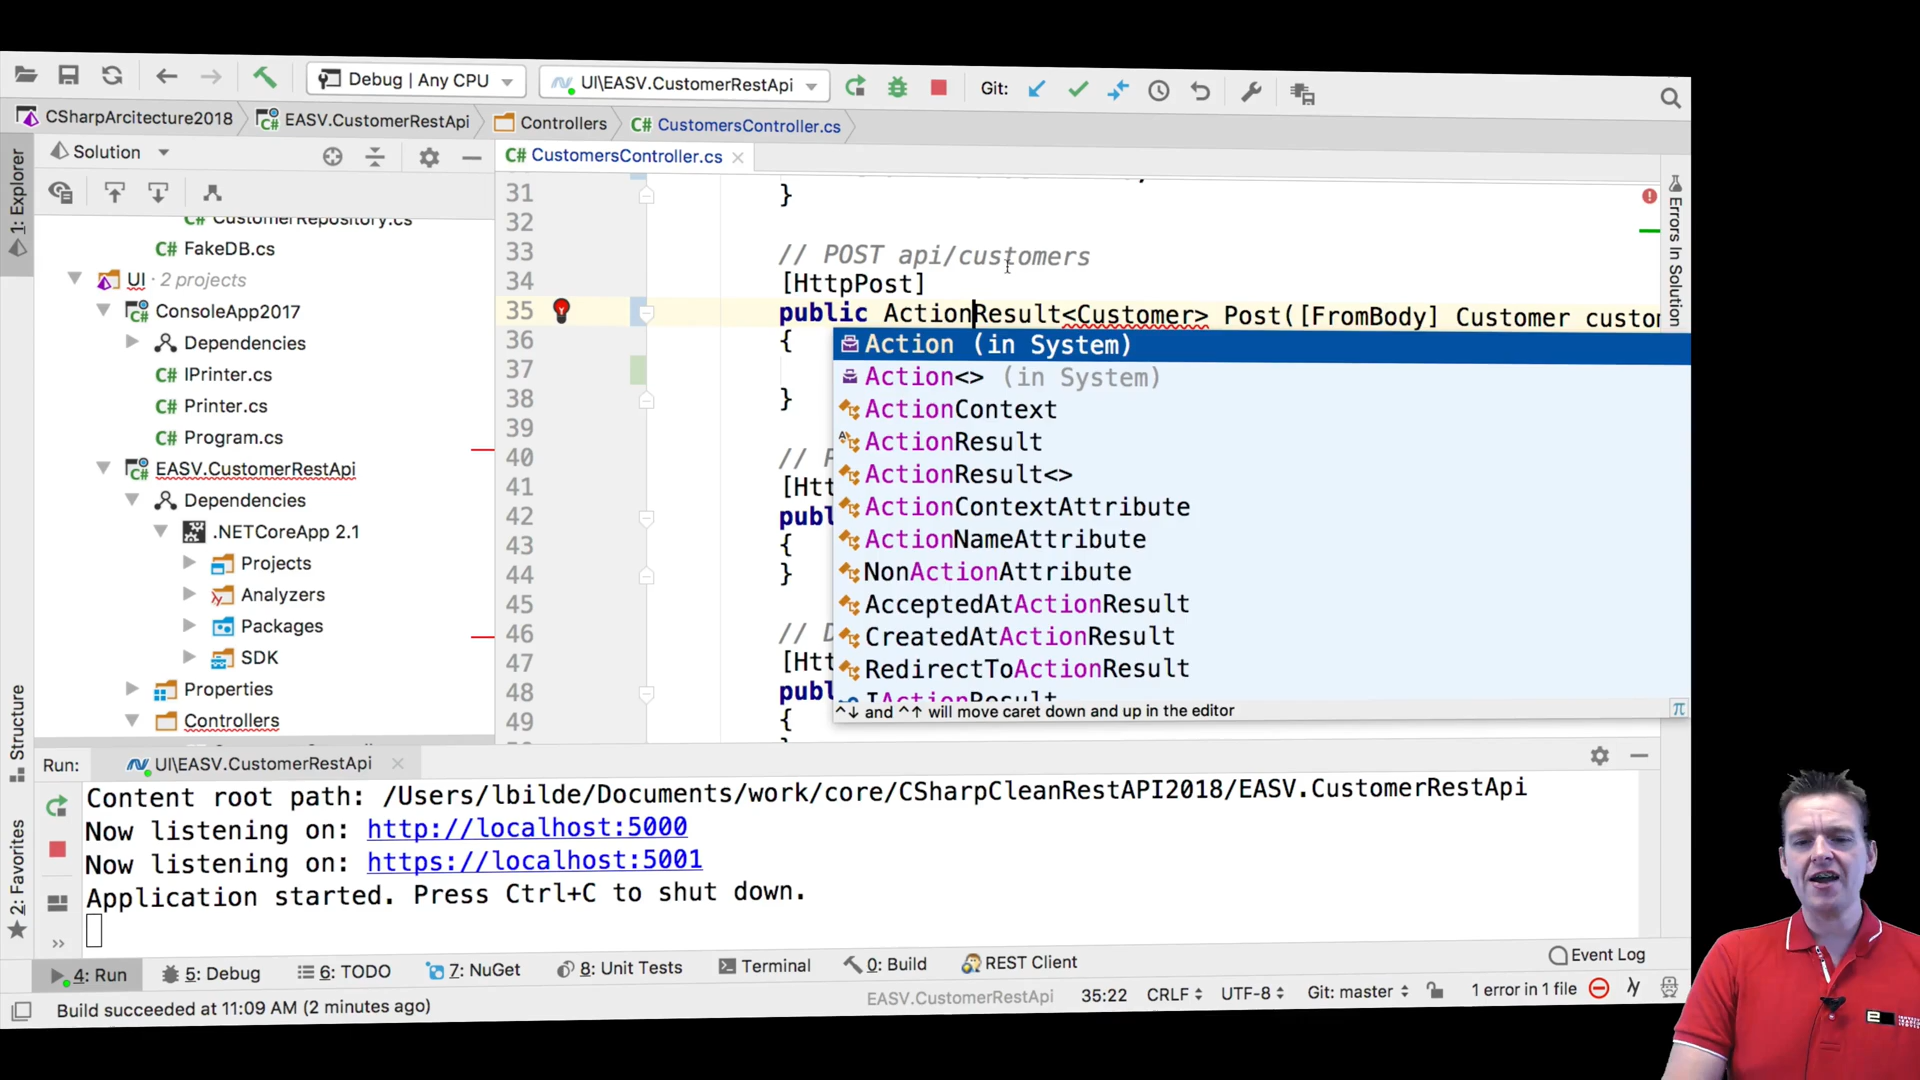 Debug | Any CPU
UI\EASV.CustomerRestApi
Git:
CSharpArcitecture2018
EASV.CustomerRestApi
Controllers
C# CustomersController.cs
1: Explorer
Solution
C# CustomersController.cs
C# CustomerRepository.cs
C# FakeDB.cs
UI · 2 projects
ConsoleApp2017
Dependencies
C# IPrinter.cs
C# Printer.cs
C# Program.cs
EASV.CustomerRestApi
Dependencies
.NETCoreApp 2.1
Projects
Analyzers
Packages
SDK
Properties
Controllers
31 }
32
33 // POST api/customers
34 [HttpPost]
35 public ActionResult<Customer> Post([FromBody] Customer custom
36 {
37
38 }
39
40 //
41 [Htt
42 publ
43 {
44 }
45
46 // D
47 [Htt
48 publ
49 {
Action (in System)
Action<> (in System)
ActionContext
ActionResult
ActionResult<>
ActionContextAttribute
ActionNameAttribute
NonActionAttribute
AcceptedAtActionResult
CreatedAtActionResult
RedirectToActionResult
IActionResult
^↓ and ^↑ will move caret down and up in the editor
π
Errors In Solution
Structure
2: Favorites
Run:
UI\EASV.CustomerRestApi
Content root path: /Users/lbilde/Documents/work/core/CSharpCleanRestAPI2018/EASV.CustomerRestApi
Now listening on: http://localhost:5000
Now listening on: https://localhost:5001
Application started. Press Ctrl+C to shut down.
4: Run
5: Debug
6: TODO
7: NuGet
8: Unit Tests
Terminal
0: Build
REST Client
Event Log
Build succeeded at 11:09 AM (2 minutes ago)
EASV.CustomerRestApi
35:22
CRLF
UTF-8
Git: master
1 error in 1 file